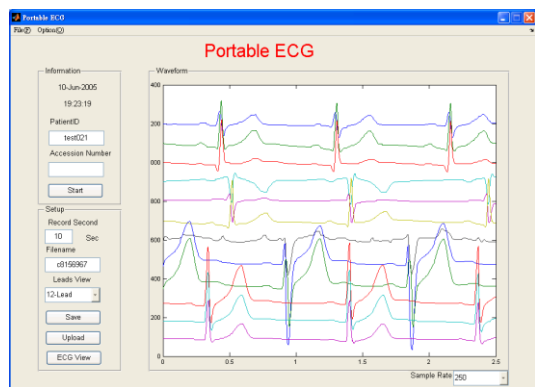 Portable ECG
File(F) Option(O)
Portable ECG
Information
10-Jun-2005
19:23:19
PatientID
test021
Accession Number
Start
Setup
Record Second
10 Sec
Filename
c8156967
Leads View
12-Lead
Save
Upload
ECG View
Waveform
400
200
000
800
600
400
200
0
0 0.5 1 1.5 2 2.5
Sample Rate 250